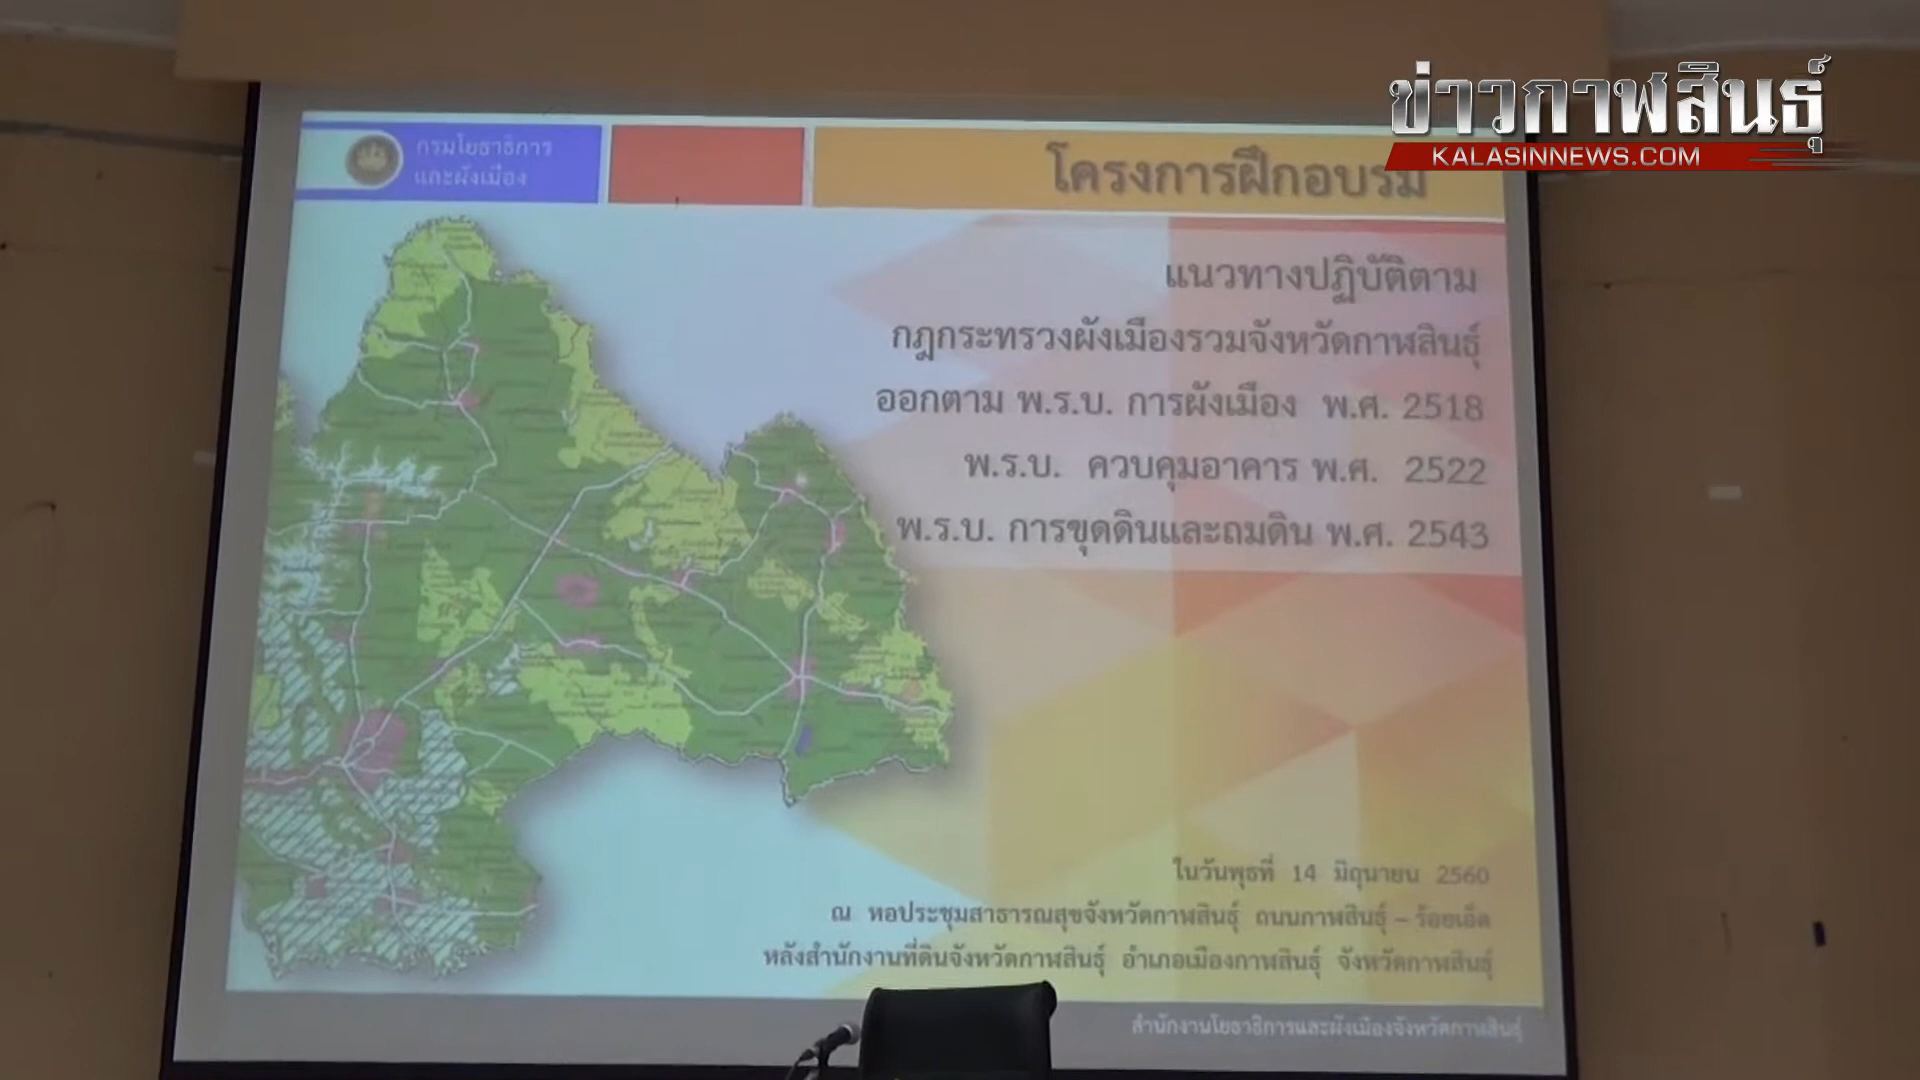 ข่าวกาฬสินธุ์
KALASINNEWS.COM
กรมโยธาธิการ
และผังเมือง
โครงการฝึกอบรม
แนวทางปฏิบัติตาม
กฎกระทรวงผังเมืองรวมจังหวัดกาฬสินธุ์
ออกตาม พ.ร.บ. การผังเมือง พ.ศ. 2518
พ.ร.บ. ควบคุมอาคาร พ.ศ. 2522
พ.ร.บ. การขุดดินและถมดิน พ.ศ. 2543
ในวันพุธที่ 14 มิถุนายน 2560
ณ หอประชุมสาธารณสุขจังหวัดกาฬสินธุ์ ถนนกาฬสินธุ์ – ร้อยเอ็ด
หลังสำนักงานที่ดินจังหวัดกาฬสินธุ์ อำเภอเมืองกาฬสินธุ์ จังหวัดกาฬสินธุ์
สำนักงานโยธาธิการและผังเมืองจังหวัดกาฬสินธุ์